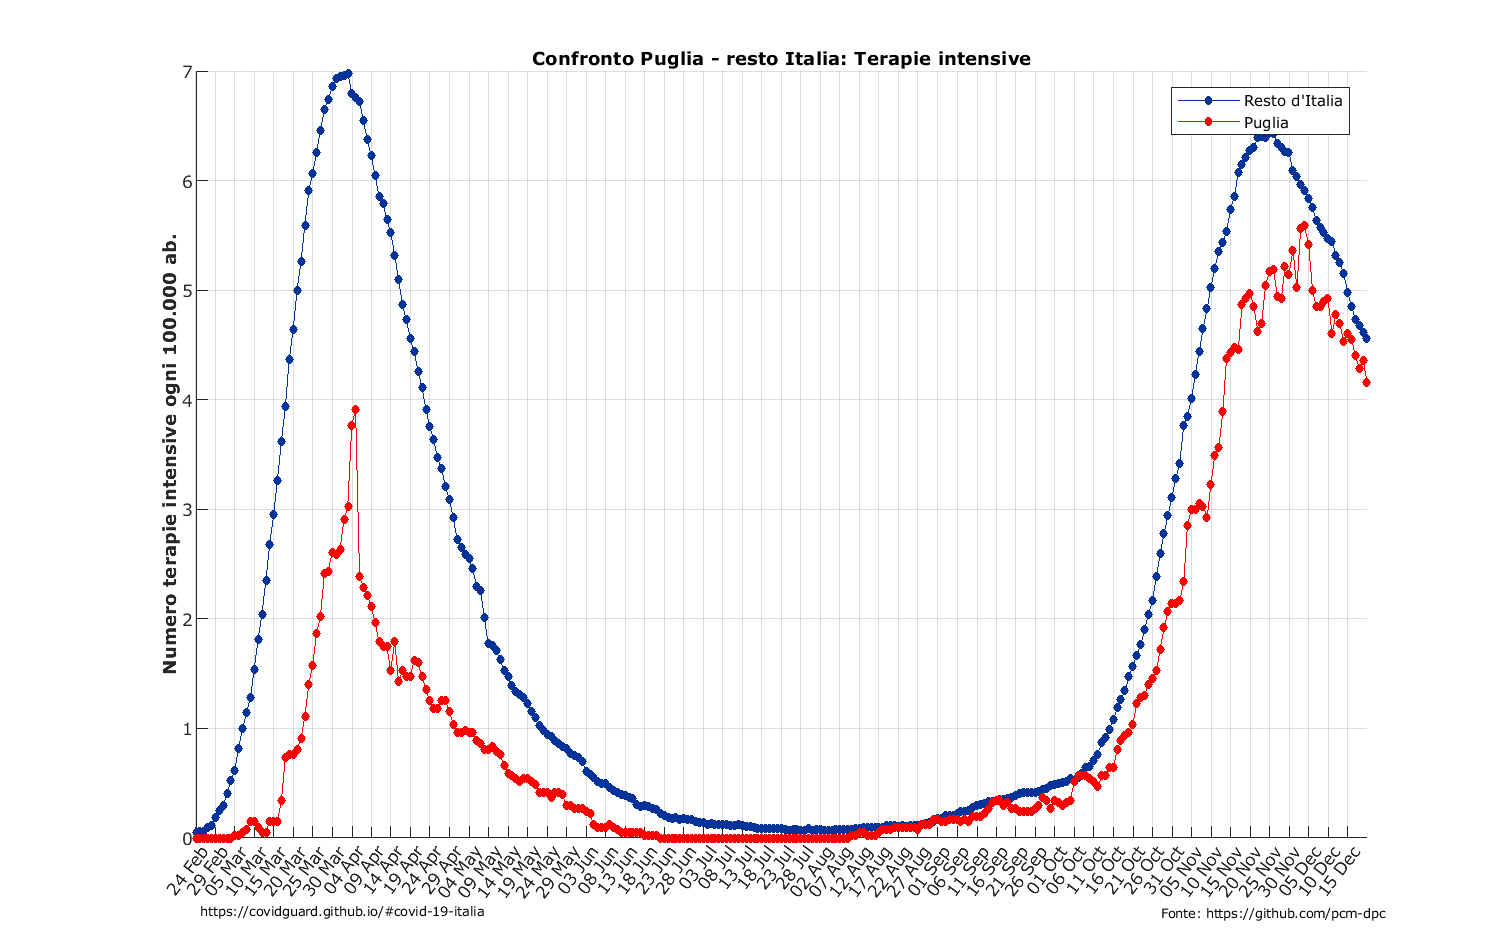 Confronto Puglia - resto Italia: Terapie intensive
Resto d'Italia
Puglia
Numero terapie intensive ogni 100.000 ab.
7
6
5
4
3
2
1
0
24 Feb
29 Feb
05 Mar
10 Mar
15 Mar
20 Mar
25 Mar
30 Mar
04 Apr
09 Apr
14 Apr
19 Apr
24 Apr
29 Apr
04 May
09 May
14 May
19 May
24 May
29 May
03 Jun
08 Jun
13 Jun
18 Jun
23 Jun
28 Jun
03 Jul
08 Jul
13 Jul
18 Jul
23 Jul
28 Jul
02 Aug
07 Aug
12 Aug
17 Aug
22 Aug
27 Aug
01 Sep
06 Sep
11 Sep
16 Sep
21 Sep
26 Sep
01 Oct
06 Oct
11 Oct
16 Oct
21 Oct
26 Oct
31 Oct
05 Nov
10 Nov
15 Nov
20 Nov
25 Nov
30 Nov
05 Dec
10 Dec
15 Dec
https://covidguard.github.io/#covid-19-italia
Fonte: https://github.com/pcm-dpc